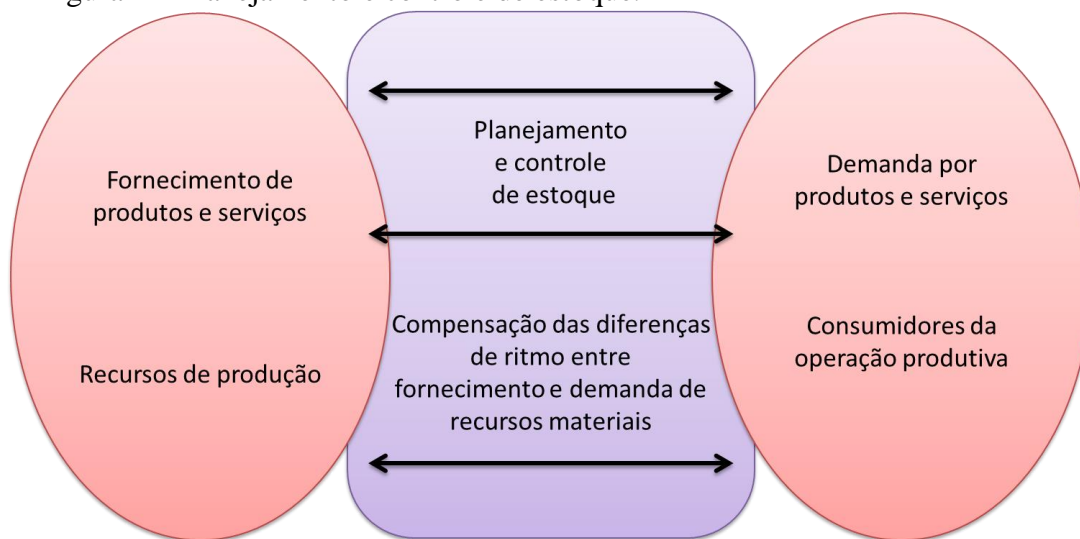 Planejamento
e controle
de estoque
Fornecimento de
produtos e serviços
Recursos de produção
Compensação das diferenças
de ritmo entre
fornecimento e demanda de
recursos materiais
Demanda por
produtos e serviços
Consumidores da
operação produtiva